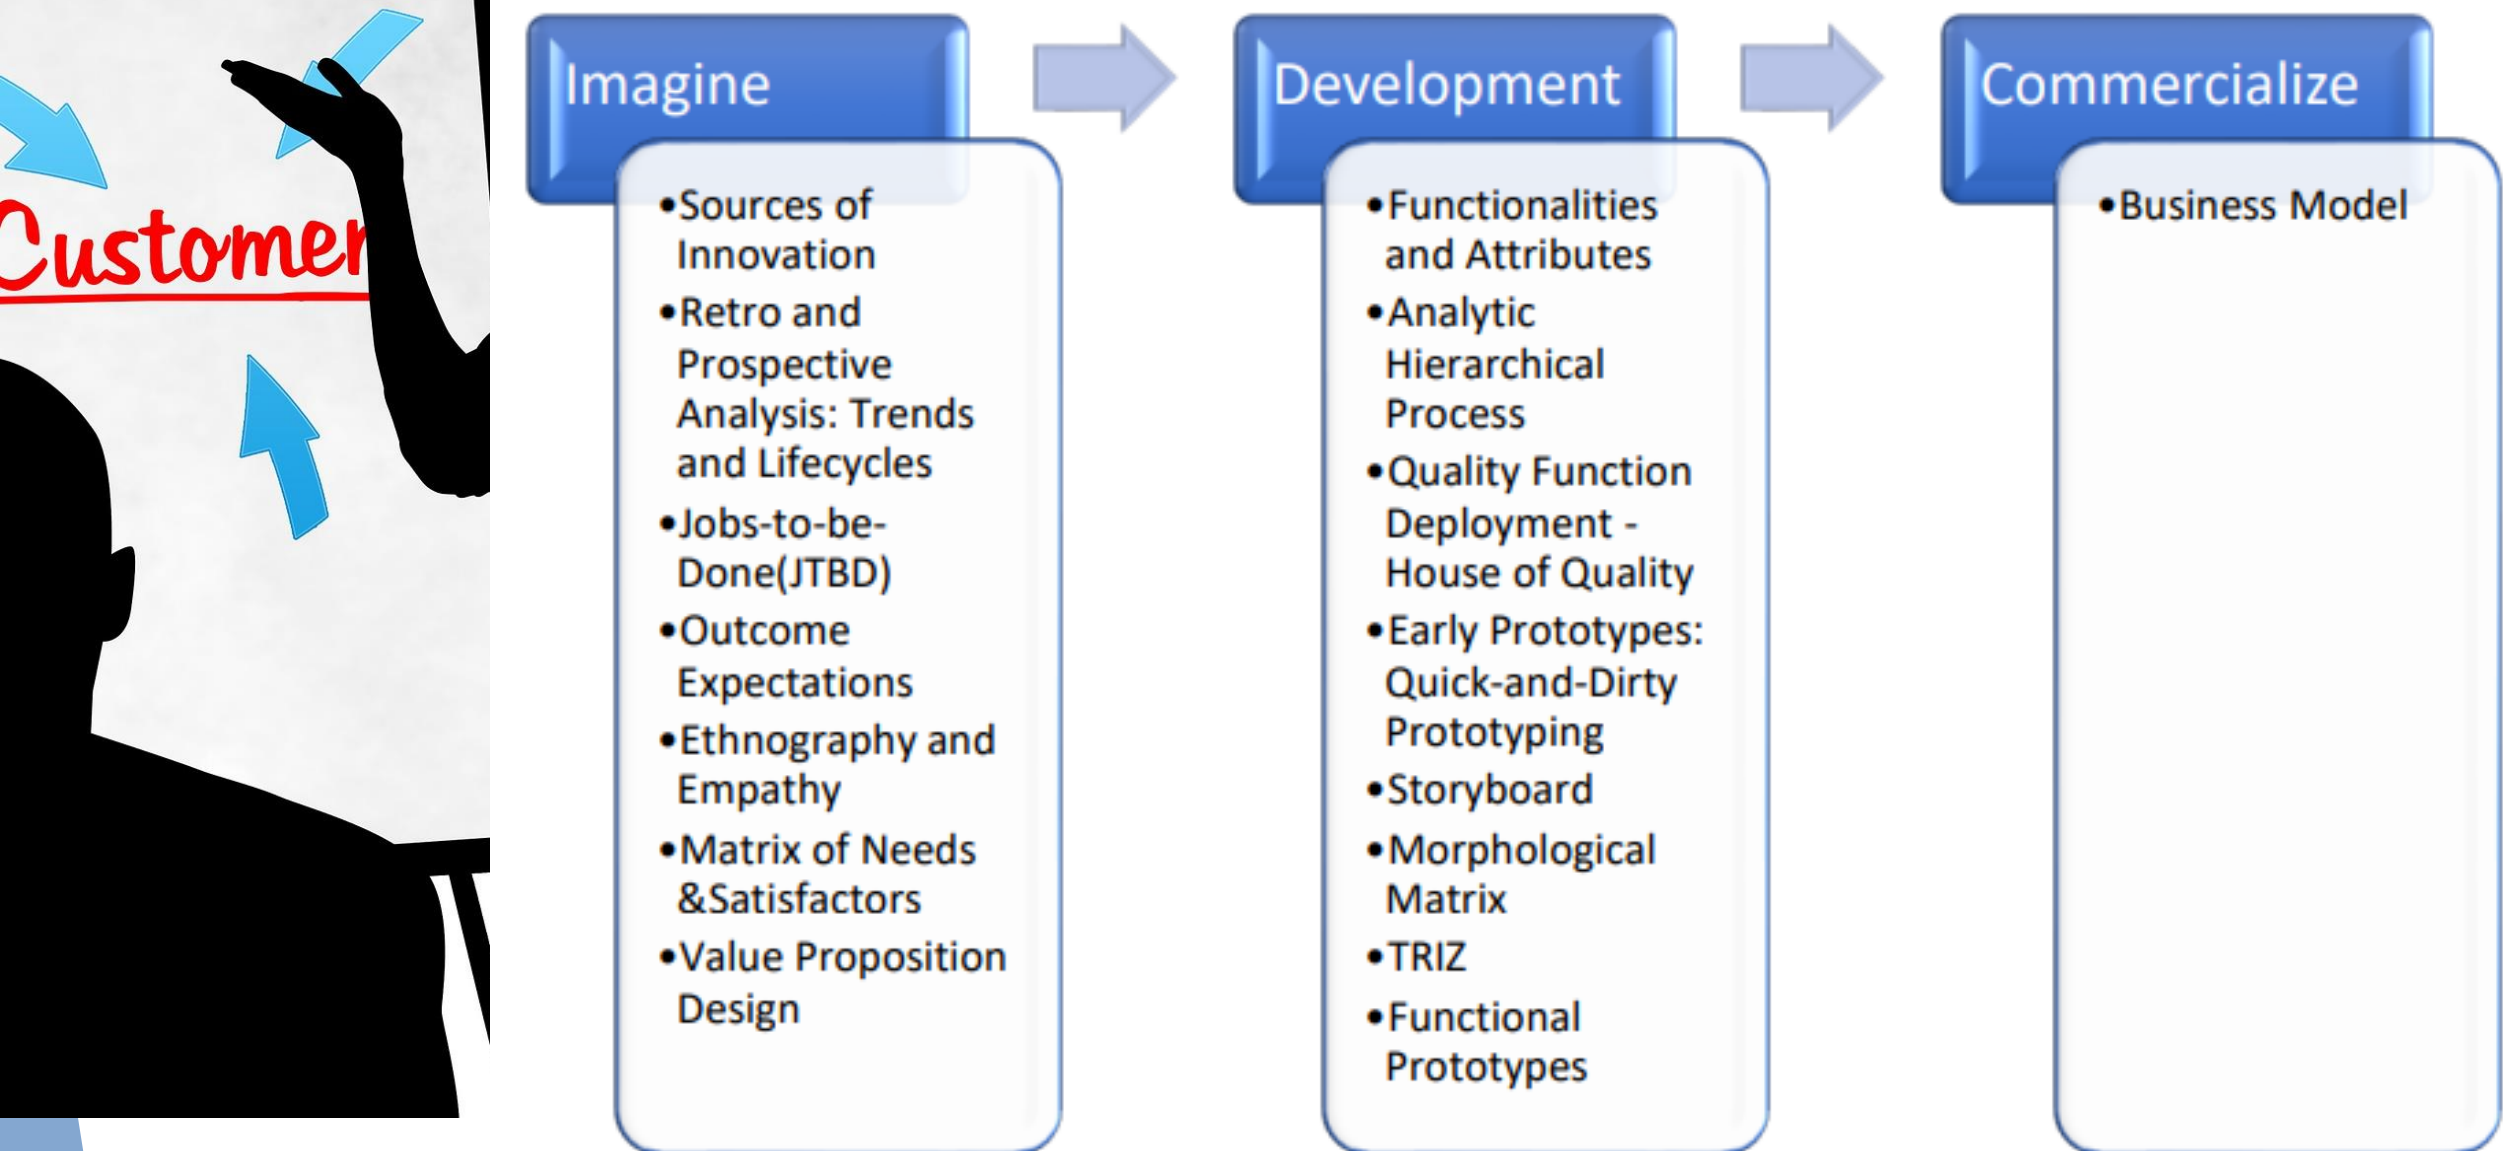 Customer
Imagine
•Sources of
Innovation
•Retro and
Prospective
Analysis: Trends
and Lifecycles
•Jobs-to-be-
Done(JTBD)
•Outcome
Expectations
•Ethnography and
Empathy
•Matrix of Needs
&Satisfactors
•Value Proposition
Design
Development
•Functionalities
and Attributes
•Analytic
Hierarchical
Process
•Quality Function
Deployment -
House of Quality
•Early Prototypes:
Quick-and-Dirty
Prototyping
•Storyboard
•Morphological
Matrix
•TRIZ
•Functional
Prototypes
Commercialize
•Business Model